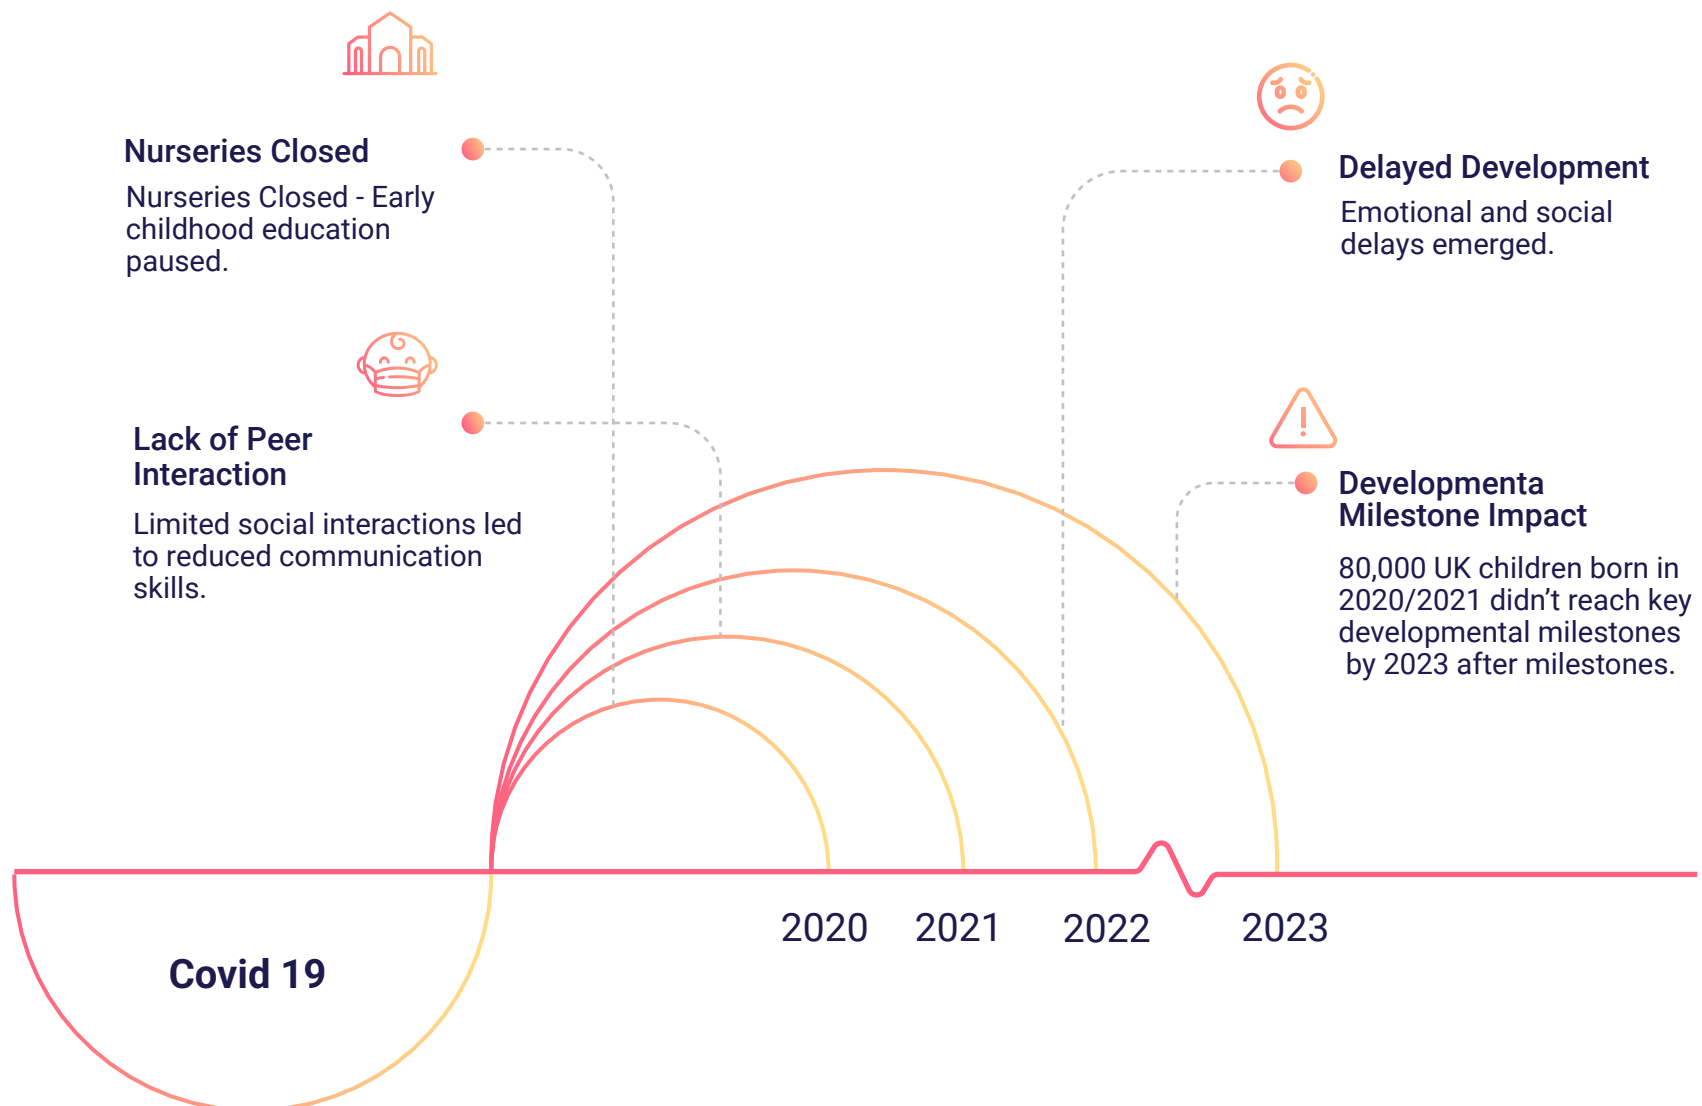 Nurseries Closed
Nurseries Closed - Early
childhood education
paused.
Lack of Peer
Interaction
Limited social interactions led
to reduced communication
skills.
Delayed Development
Emotional and social
delays emerged.
Developmenta
Milestone Impact
80,000 UK children born in
2020/2021 didn’t reach key
developmental milestones
by 2023 after milestones.
2020
2021
2022
2023
Covid 19